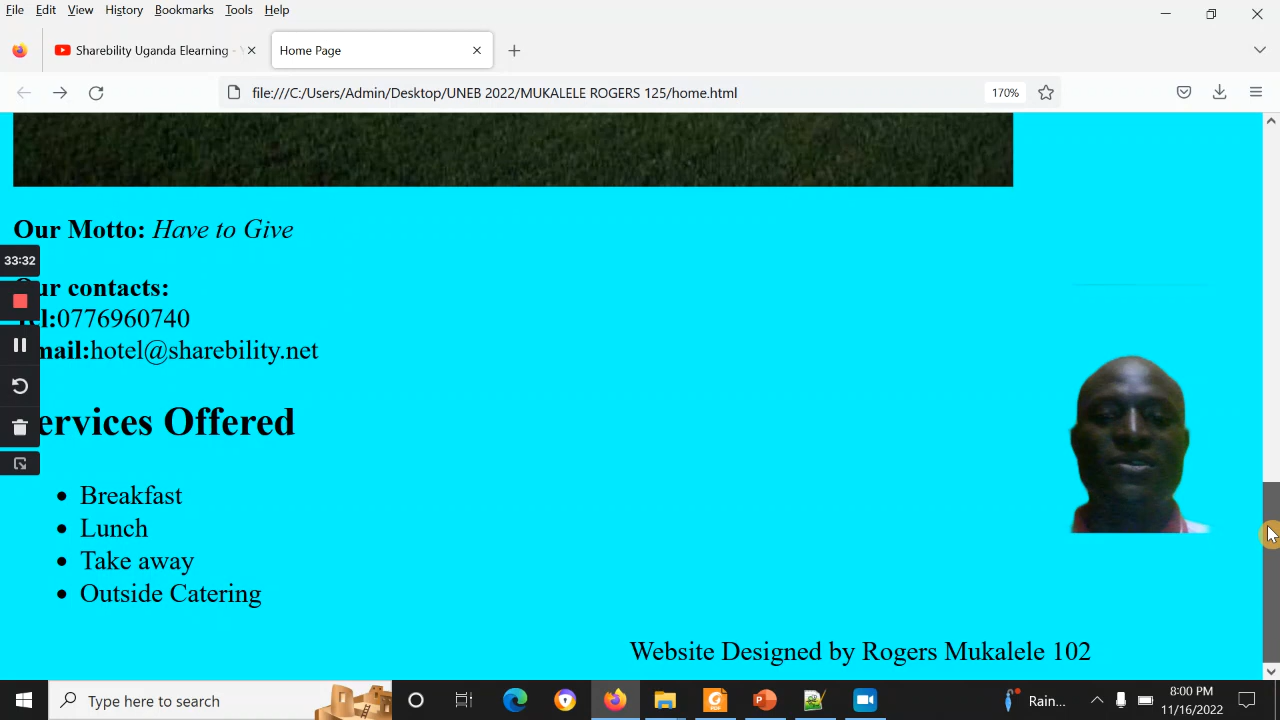 File Edit View History Bookmarks Tools Help
Sharebility Uganda Elearning -
Home Page
file:///C:/Users/Admin/Desktop/UNEB 2022/MUKALELE ROGERS 125/home.html
170%
Our Motto: Have to Give
33:32
ur contacts:
el:0776960740
mail:hotel@sharebility.net
ervices Offered
• Breakfast
• Lunch
• Take away
• Outside Catering
Website Designed by Rogers Mukalele 102
Type here to search
Rain...
8:00 PM
11/16/2022